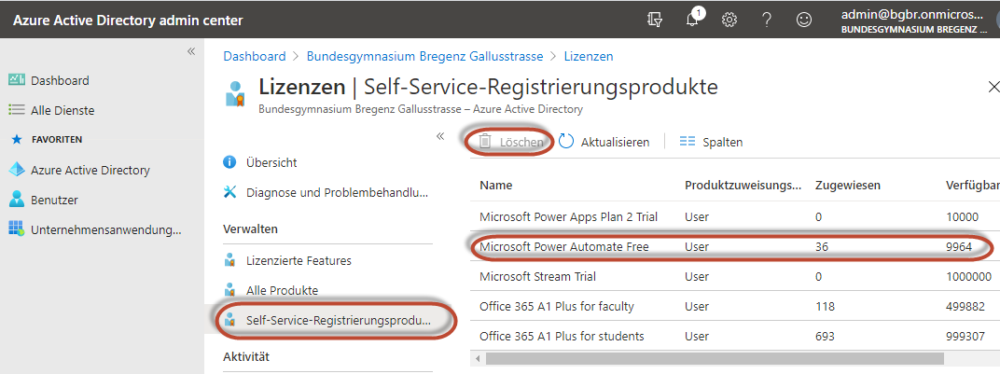 Azure Active Directory admin center
1
admin@bgbr.onmicros...
BUNDESGYMNASIUM BREGENZ ...
Dashboard
Alle Dienste
FAVORITEN
Azure Active Directory
Benutzer
Unternehmensanwendung...
Dashboard > Bundesgymnasium Bregenz Gallusstrasse > Lizenzen
Lizenzen | Self-Service-Registrierungsprodukte
Bundesgymnasium Bregenz Gallusstrasse – Azure Active Directory
Übersicht
Diagnose und Problembehandlu...
Verwalten
Lizenzierte Features
Alle Produkte
Self-Service-Registrierungsprodu...
Aktivität
Löschen Aktualisieren Spalten
Name Produktzuweisungs... Zugewiesen Verfügbar
Microsoft Power Apps Plan 2 Trial User 0 10000
Microsoft Power Automate Free User 36 9964
Microsoft Stream Trial User 0 1000000
Office 365 A1 Plus for faculty User 118 499882
Office 365 A1 Plus for students User 693 999307